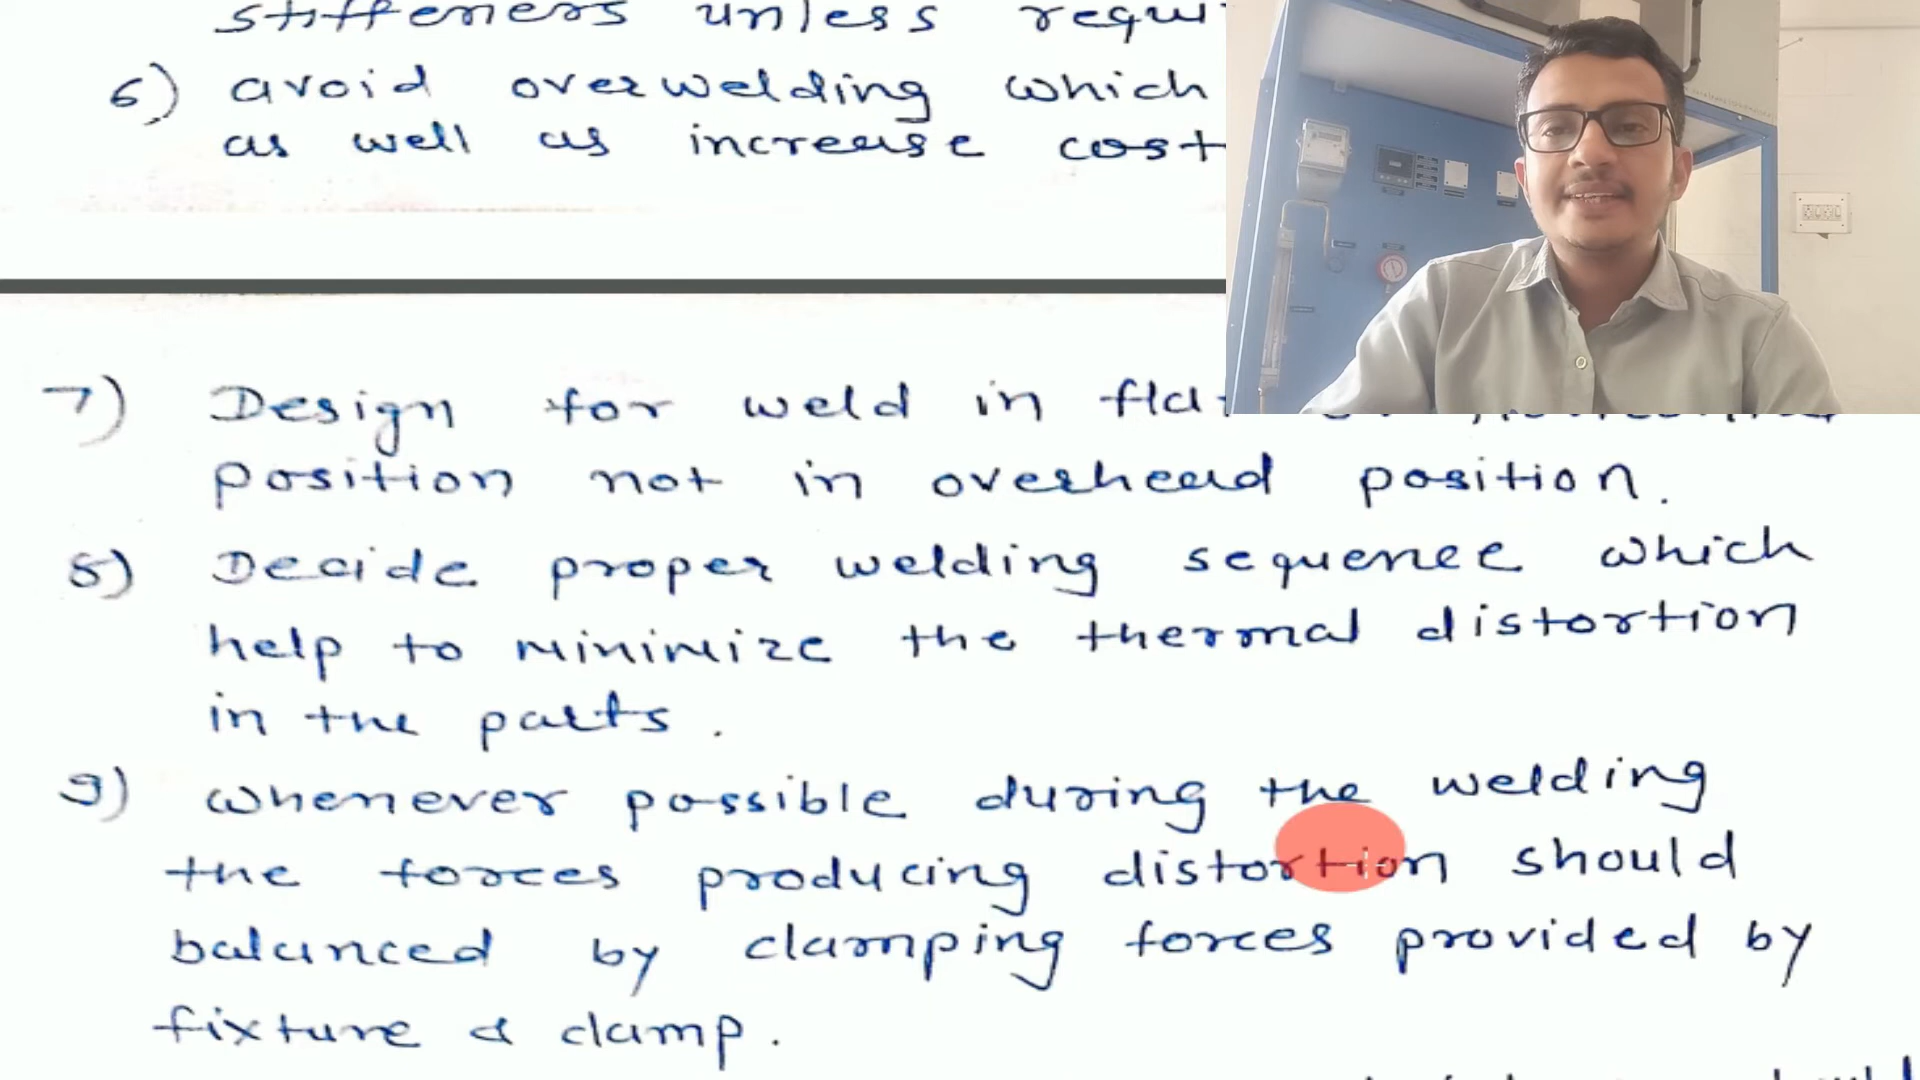 stiffeners unless
6) avoid overwelding which
as well as increase cost
7) Design for weld in
position not in overhead position.
8) Decide proper welding sequence which
help to minimize the thermal distortion
in the parts.
9) whenever possible during the welding
the forces producing distortion should
balanced by clamping forces provided by
fixture & clamp.